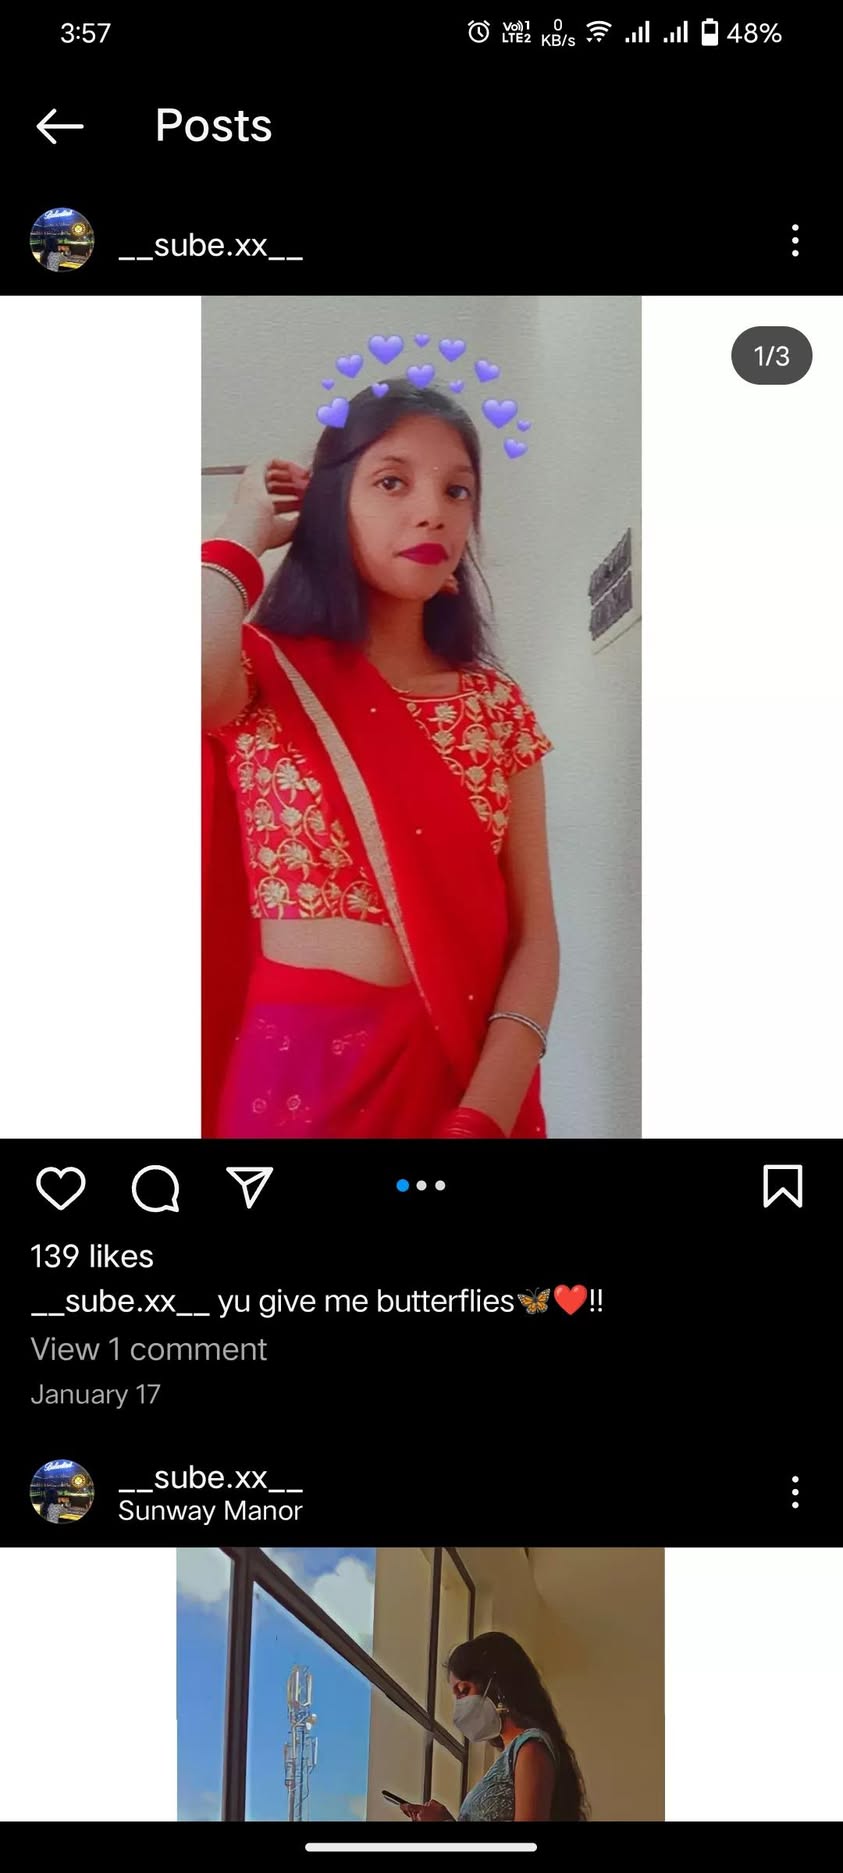 3:57
Vo)) 1
LTE2
0
KB/s
48%
Posts
__sube.xx__
1/3
139 likes
__sube.xx__ yu give me butterflies🦋❤️!!
View 1 comment
January 17
__sube.xx__
Sunway Manor